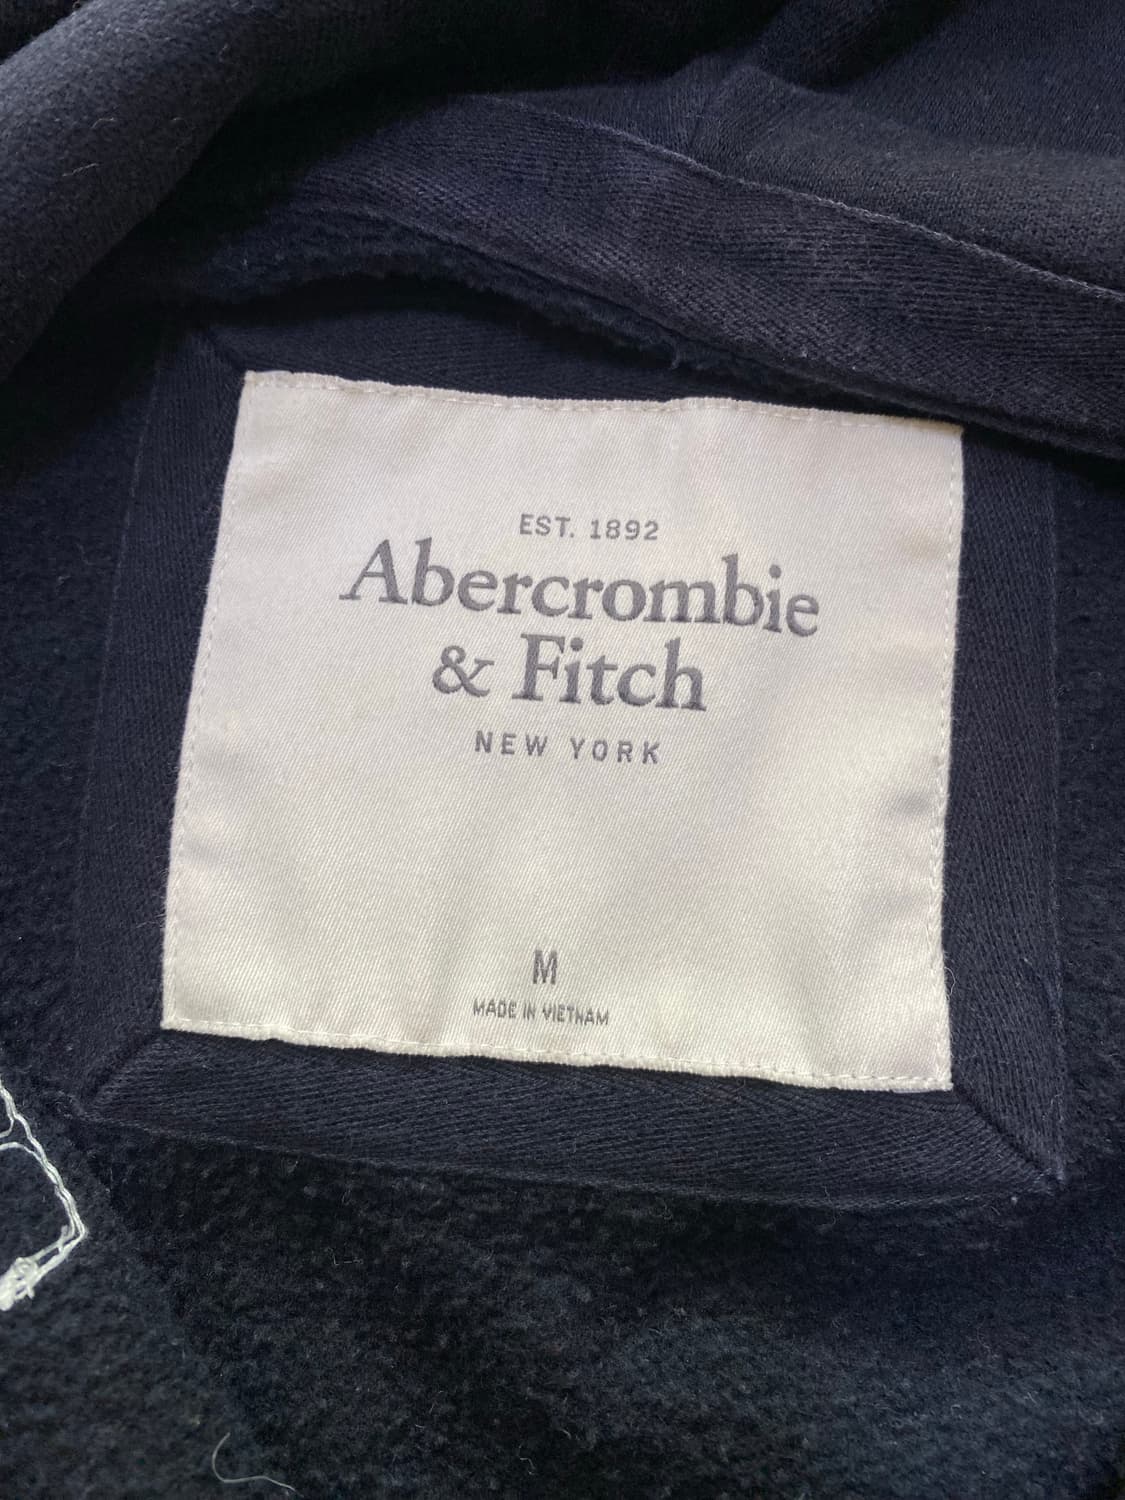 EST. 1892
Abercrombie
& Fitch
NEW YORK
M
MADE IN VIETNAM